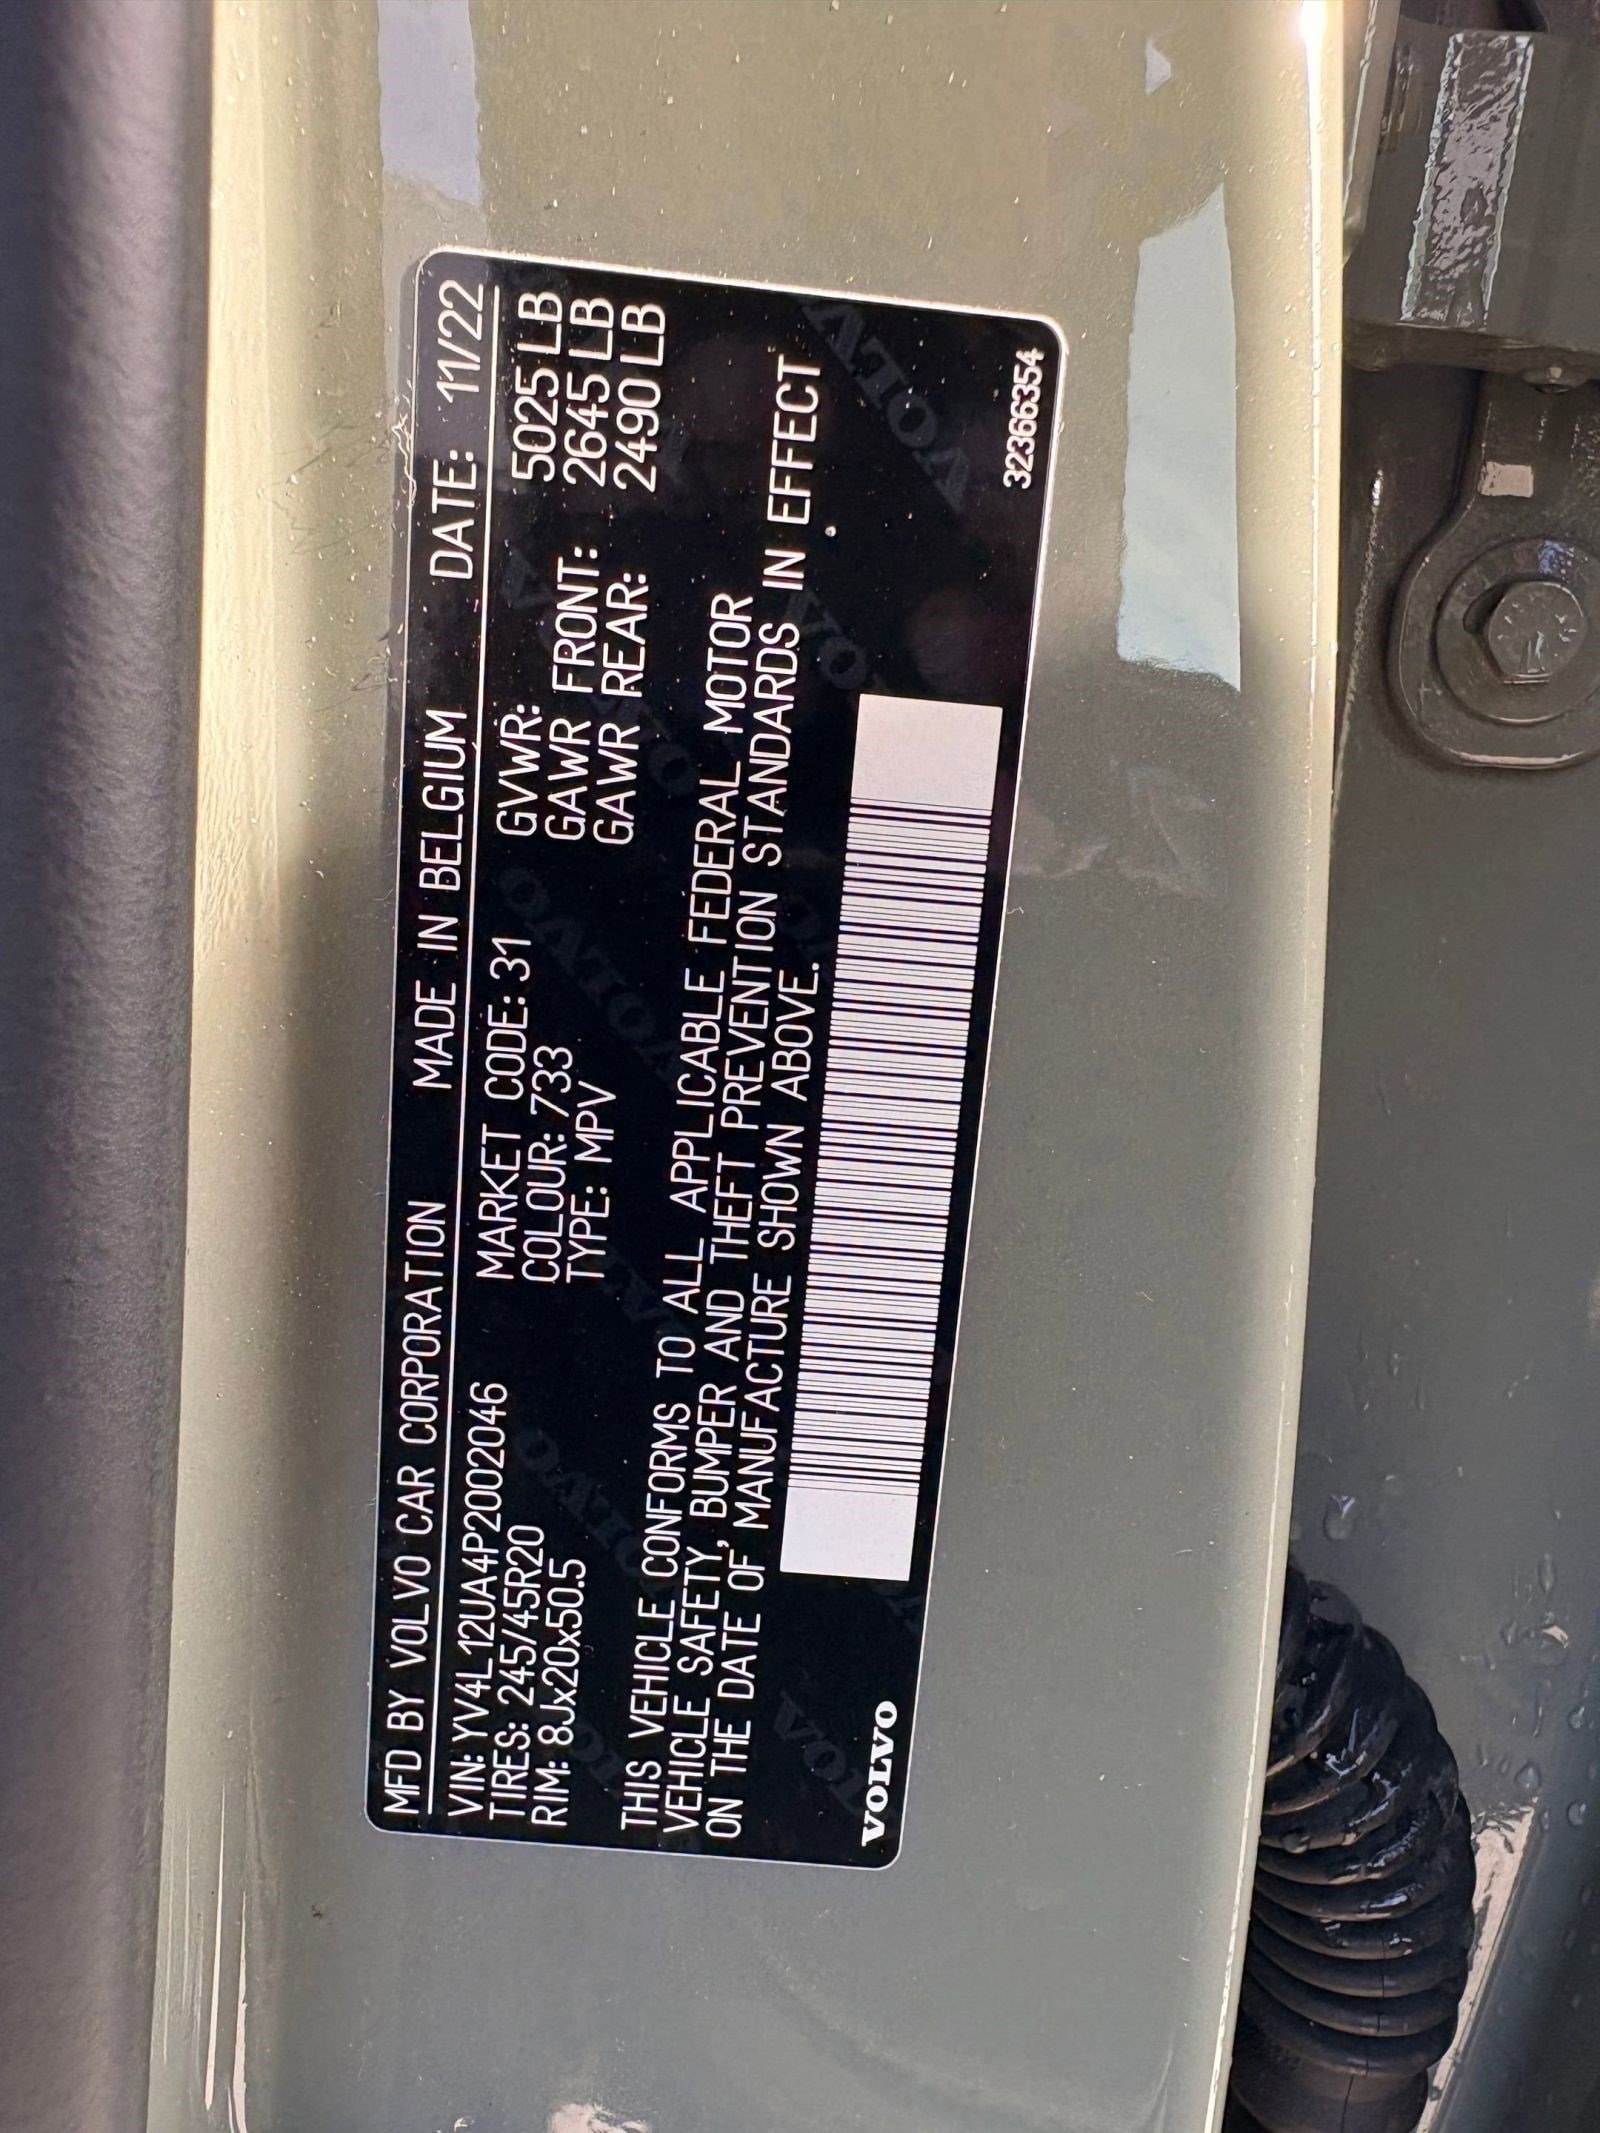 MFD BY VOLVO CAR CORPORATION MADE IN BELGIUM DATE: 11/22
VIN: YV4L12UA4P2002046 MARKET CODE: 31 GVWR: 5025 LB
TIRES: 245/45R20 COLOUR: 733 GAWR FRONT: 2645 LB
RIM: 8Jx20x50.5 TYPE: MPV GAWR REAR: 2490 LB
THIS VEHICLE CONFORMS TO ALL APPLICABLE FEDERAL MOTOR
VEHICLE SAFETY, BUMPER AND THEFT PREVENTION STANDARDS IN EFFECT
ON THE DATE OF MANUFACTURE SHOWN ABOVE.
VOLVO 32366354